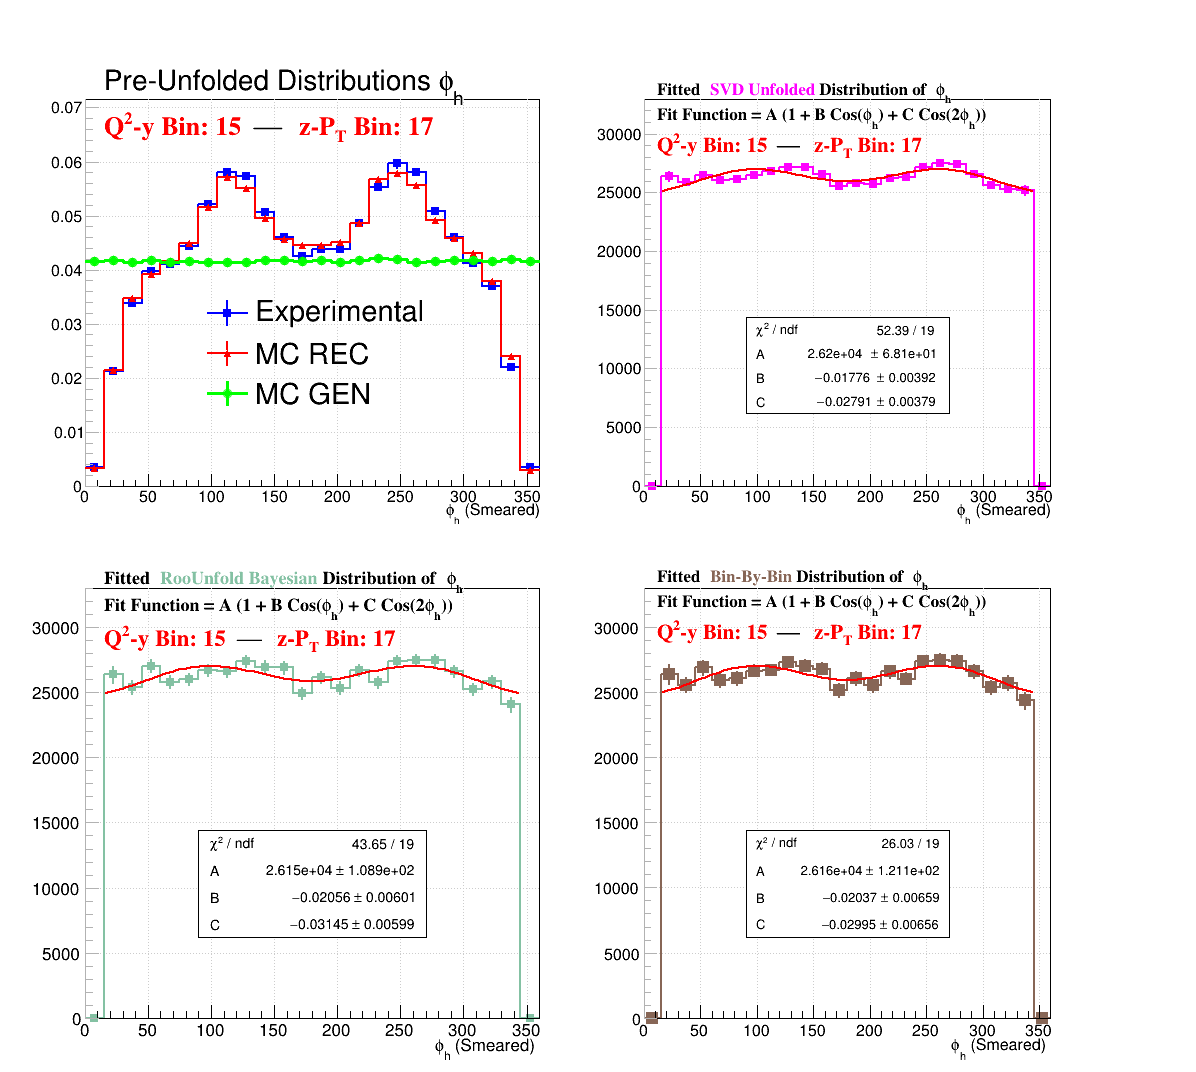 Pre-Unfolded Distributions ϕh
Q²-y Bin: 15 — z-PT Bin: 17
0.07
0.06
0.05
0.04
0.03
0.02
0.01
0
Experimental
MC REC
MC GEN
0 50 100 150 200 250 300 350
ϕh (Smeared)
Fitted SVD Unfolded Distribution of ϕh
Fit Function = A (1 + B Cos(ϕh) + C Cos(2ϕh))
Q²-y Bin: 15 — z-PT Bin: 17
30000
25000
20000
15000
10000
5000
0
χ² / ndf 52.39 / 19
A 2.62e+04 ± 6.81e+01
B −0.01776 ± 0.00392
C −0.02791 ± 0.00379
0 50 100 150 200 250 300 350
ϕh (Smeared)
Fitted RooUnfold Bayesian Distribution of ϕh
Fit Function = A (1 + B Cos(ϕh) + C Cos(2ϕh))
Q²-y Bin: 15 — z-PT Bin: 17
30000
25000
20000
15000
10000
5000
0
χ² / ndf 43.65 / 19
A 2.615e+04 ± 1.089e+02
B −0.02056 ± 0.00601
C −0.03145 ± 0.00599
0 50 100 150 200 250 300 350
ϕh (Smeared)
Fitted Bin-By-Bin Distribution of ϕh
Fit Function = A (1 + B Cos(ϕh) + C Cos(2ϕh))
Q²-y Bin: 15 — z-PT Bin: 17
30000
25000
20000
15000
10000
5000
0
χ² / ndf 26.03 / 19
A 2.616e+04 ± 1.211e+02
B −0.02037 ± 0.00659
C −0.02995 ± 0.00656
0 50 100 150 200 250 300 350
ϕh (Smeared)